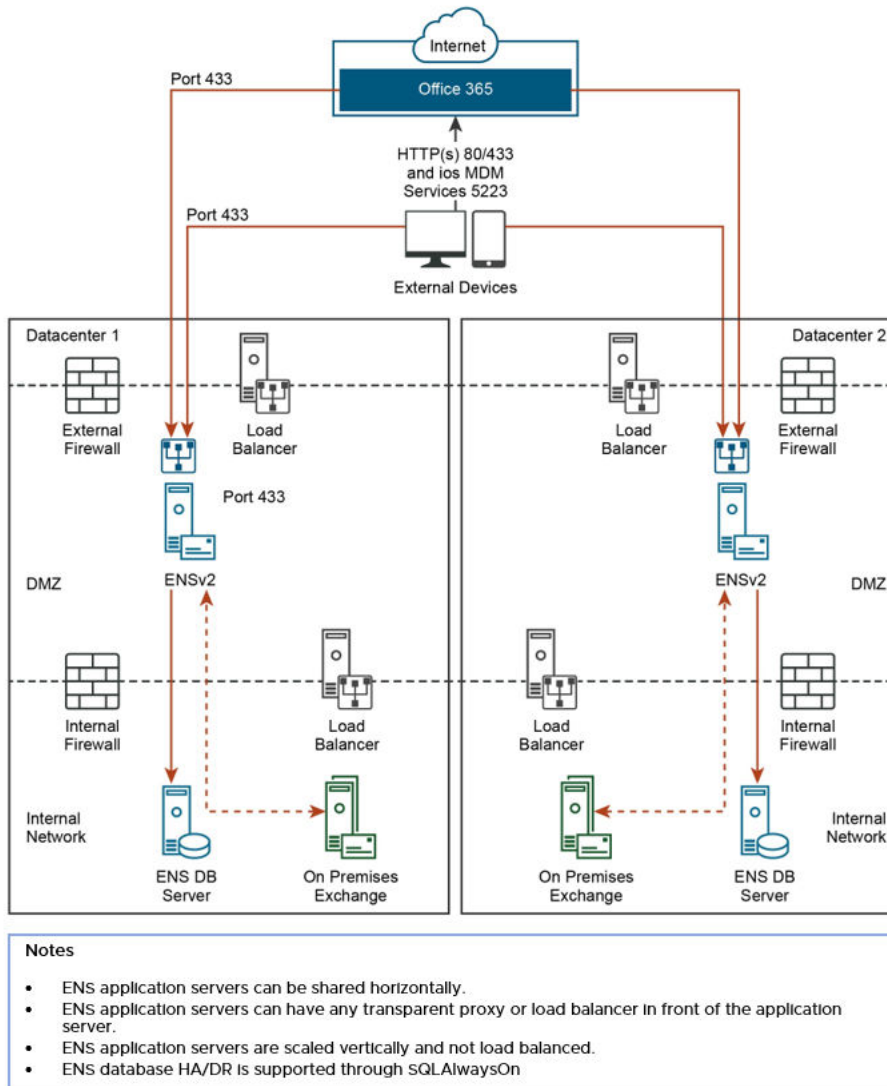 Internet
Office 365
Port 433
HTTP(s) 80/433
and ios MDM
Services 5223
Port 433
External Devices
Datacenter 1
Datacenter 2
External
Firewall
Load
Balancer
Load
Balancer
External
Firewall
Port 433
ENSv2
ENSv2
DMZ
DMZ
Internal
Firewall
Load
Balancer
Load
Balancer
Internal
Firewall
Internal
Network
Internal
Network
ENS DB
Server
On Premises
Exchange
On Premises
Exchange
ENS DB
Server
Notes
• ENS application servers can be shared horizontally.
• ENS application servers can have any transparent proxy or load balancer in front of the application
server.
• ENS application servers are scaled vertically and not load balanced.
• ENS database HA/DR is supported through SQLAlwaysOn